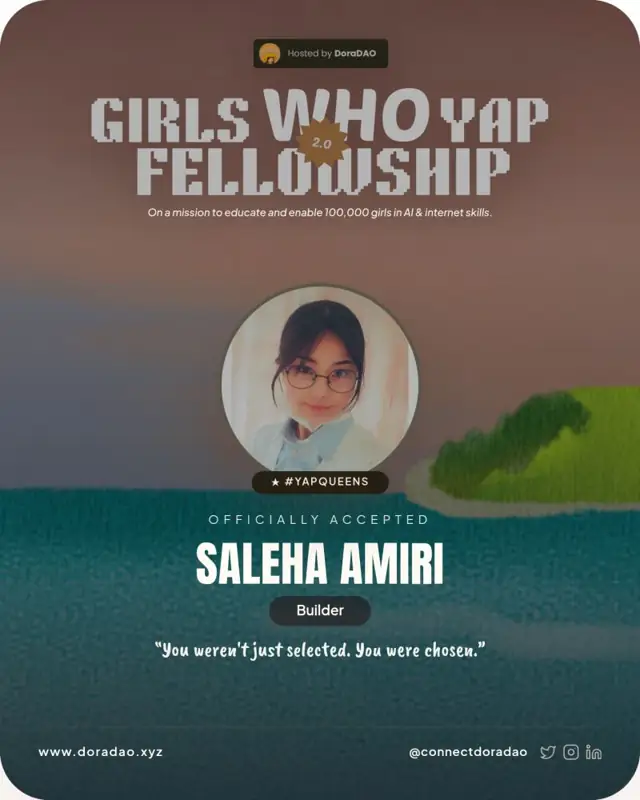 Hosted by DoraDAO
GIRLS WHO YAP
2.0
FELLOWSHIP
On a mission to educate and enable 100,000 girls in AI & internet skills.
★ #YAPQUEENS
OFFICIALLY ACCEPTED
SALEHA AMIRI
Builder
“You weren't just selected. You were chosen.”
www.doradao.xyz
@connectdoradao